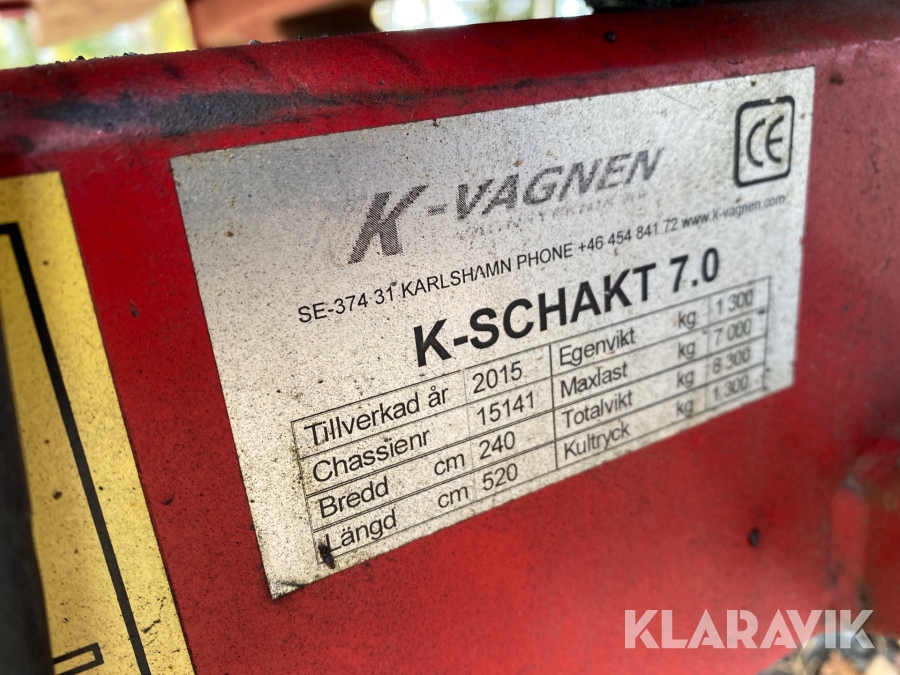 K-VAGNEN
CE
SE-374 31 KARLSHAMN PHONE +46 454 841 72 www.k-vagnen.com
K-SCHAKT 7.0
Tillverkad år 2015 Egenvikt kg 1 300
Chassienr 15141 Maxlast kg 7 000
Bredd cm 240 Totalvikt kg 8 300
Längd cm 520 Kultryck kg 1 300
KLARAVIK